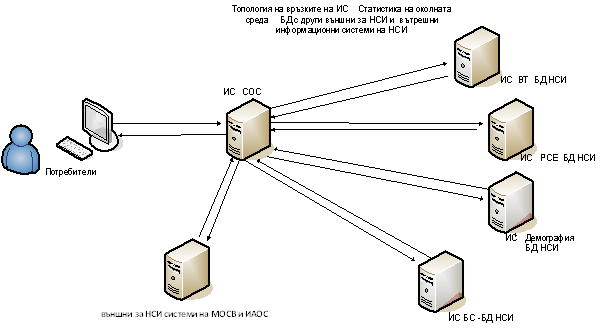 Топология на връзките на ИС Статистика на околната
среда БДс други външни за НСИ и вътрешни
информационни системи на НСИ
ИС СОС
ИС ВТ БД НСИ
Потребители
ИС РСЕ БД НСИ
ИС Демография
БД НСИ
външни за НСИ системи на МОСВ и ИАОС
ИС БС -БД НСИ